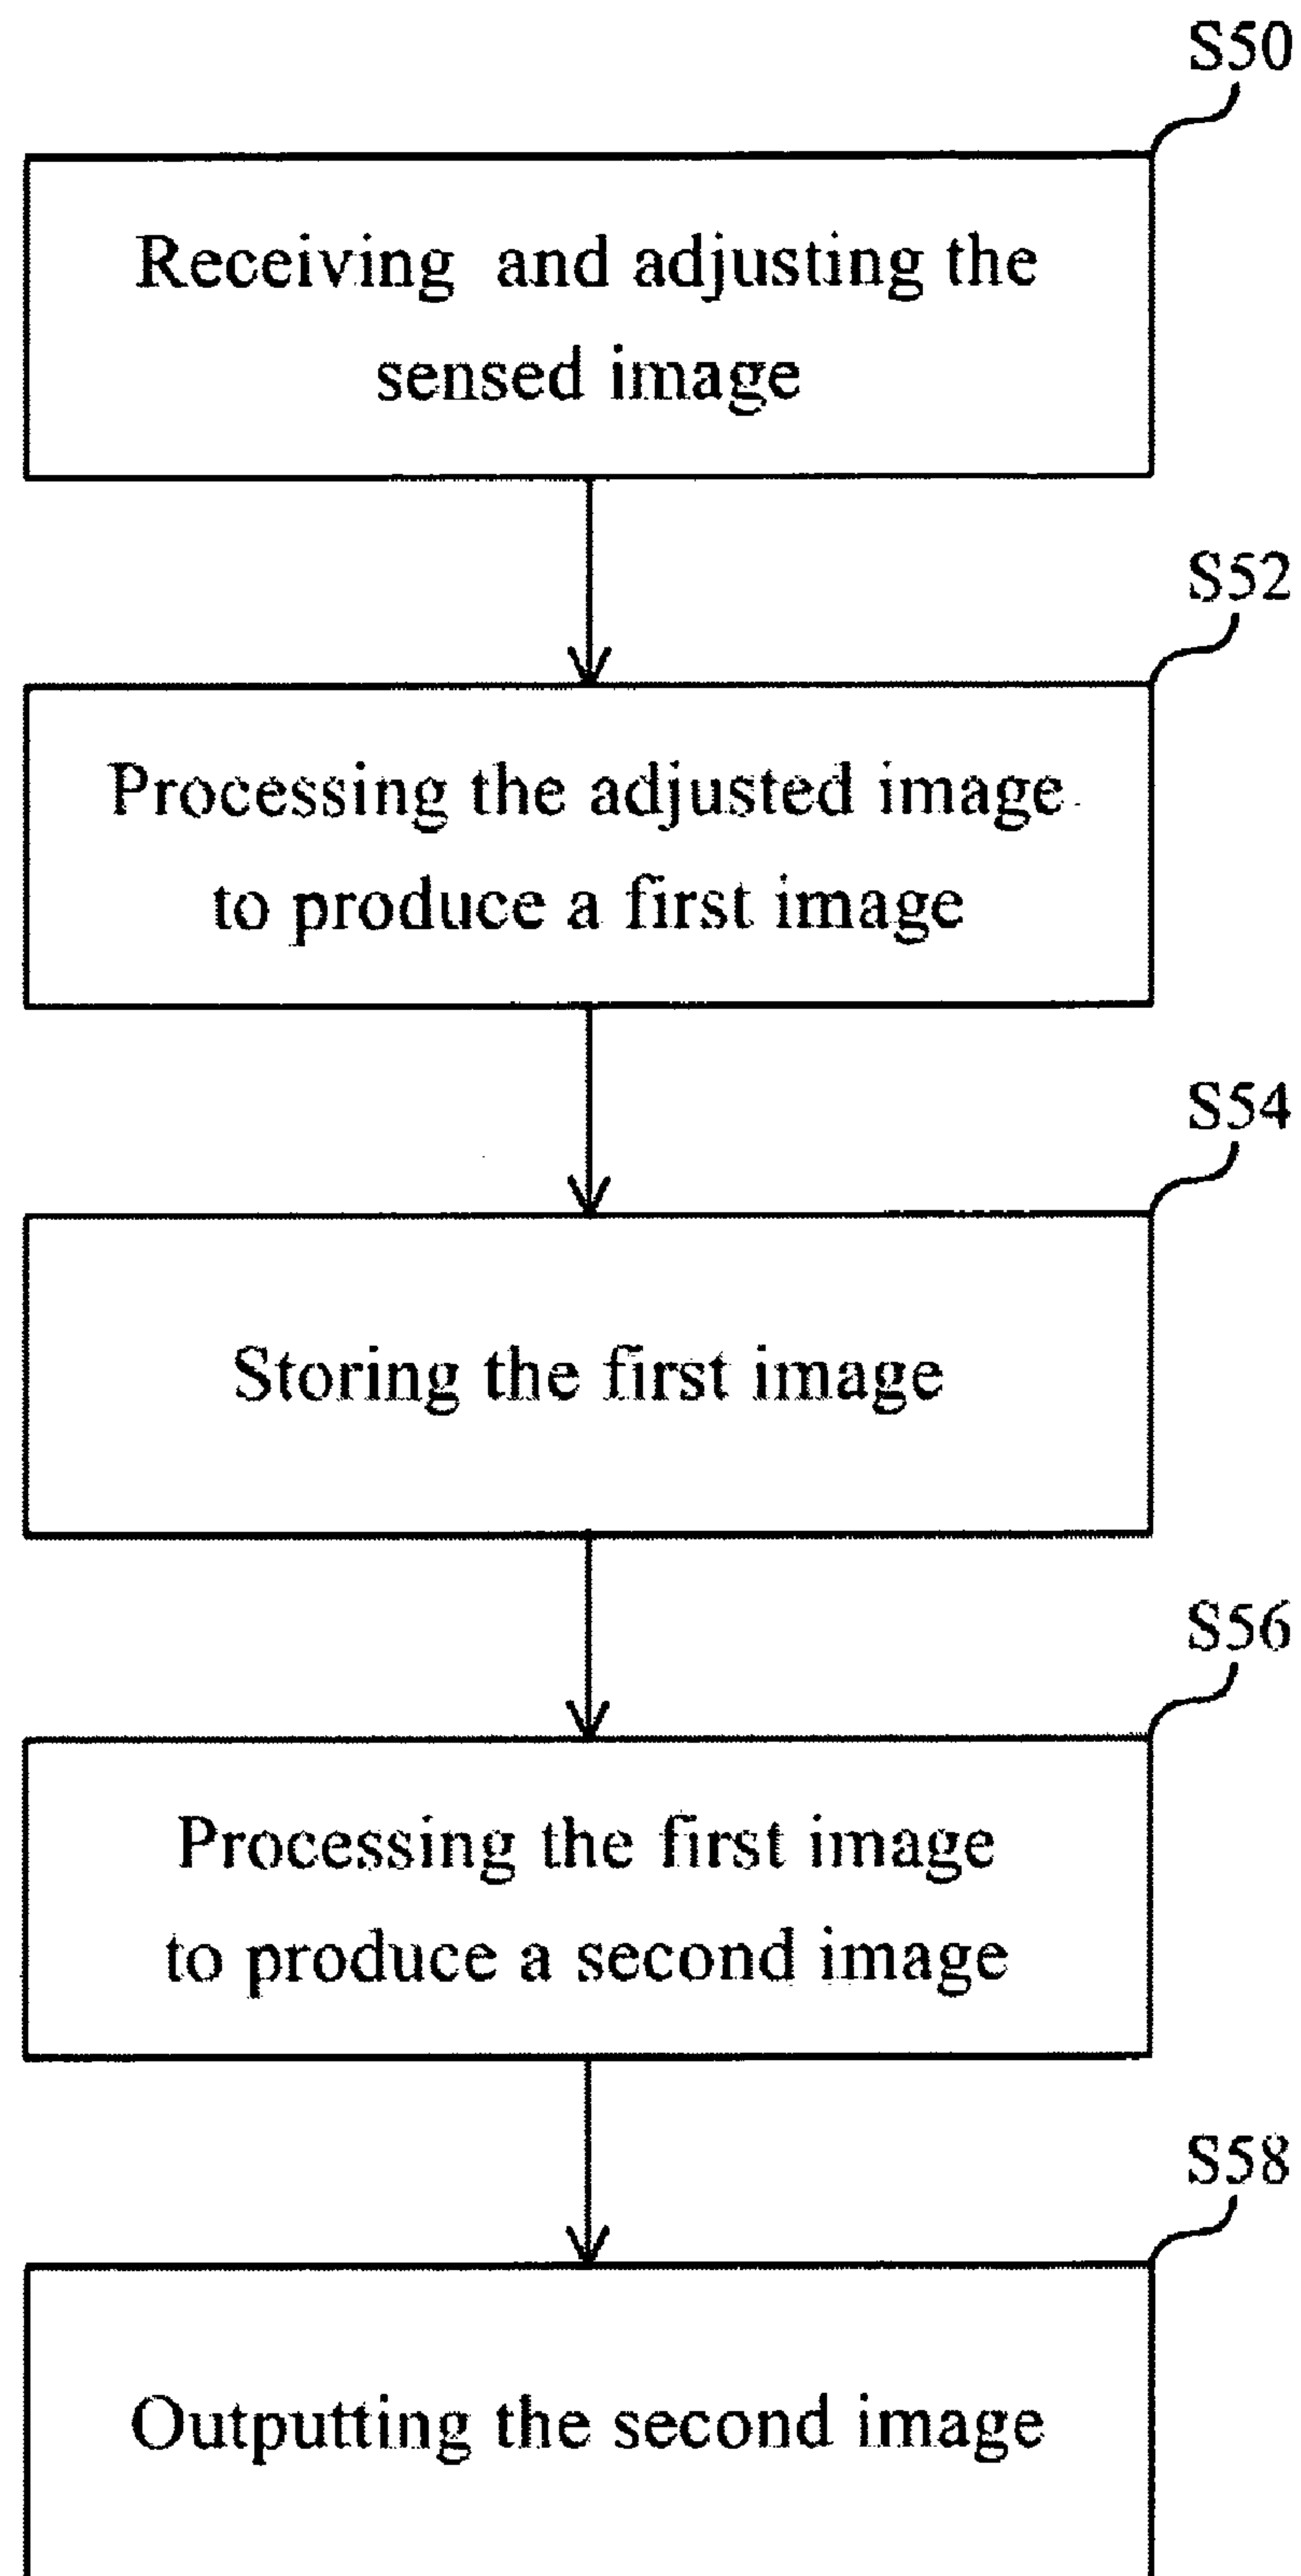 S50
Receiving and adjusting the
sensed image
S52
Processing the adjusted image
to produce a first image
S54
Storing the first image
S56
Processing the first image
to produce a second image
S58
Outputting the second image